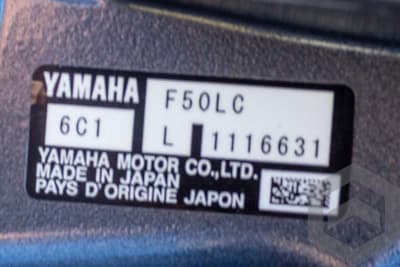 YAMAHA F50LC
6C1 L 1116631
YAMAHA MOTOR CO.,LTD.
MADE IN JAPAN
PAYS D'ORIGINE JAPON